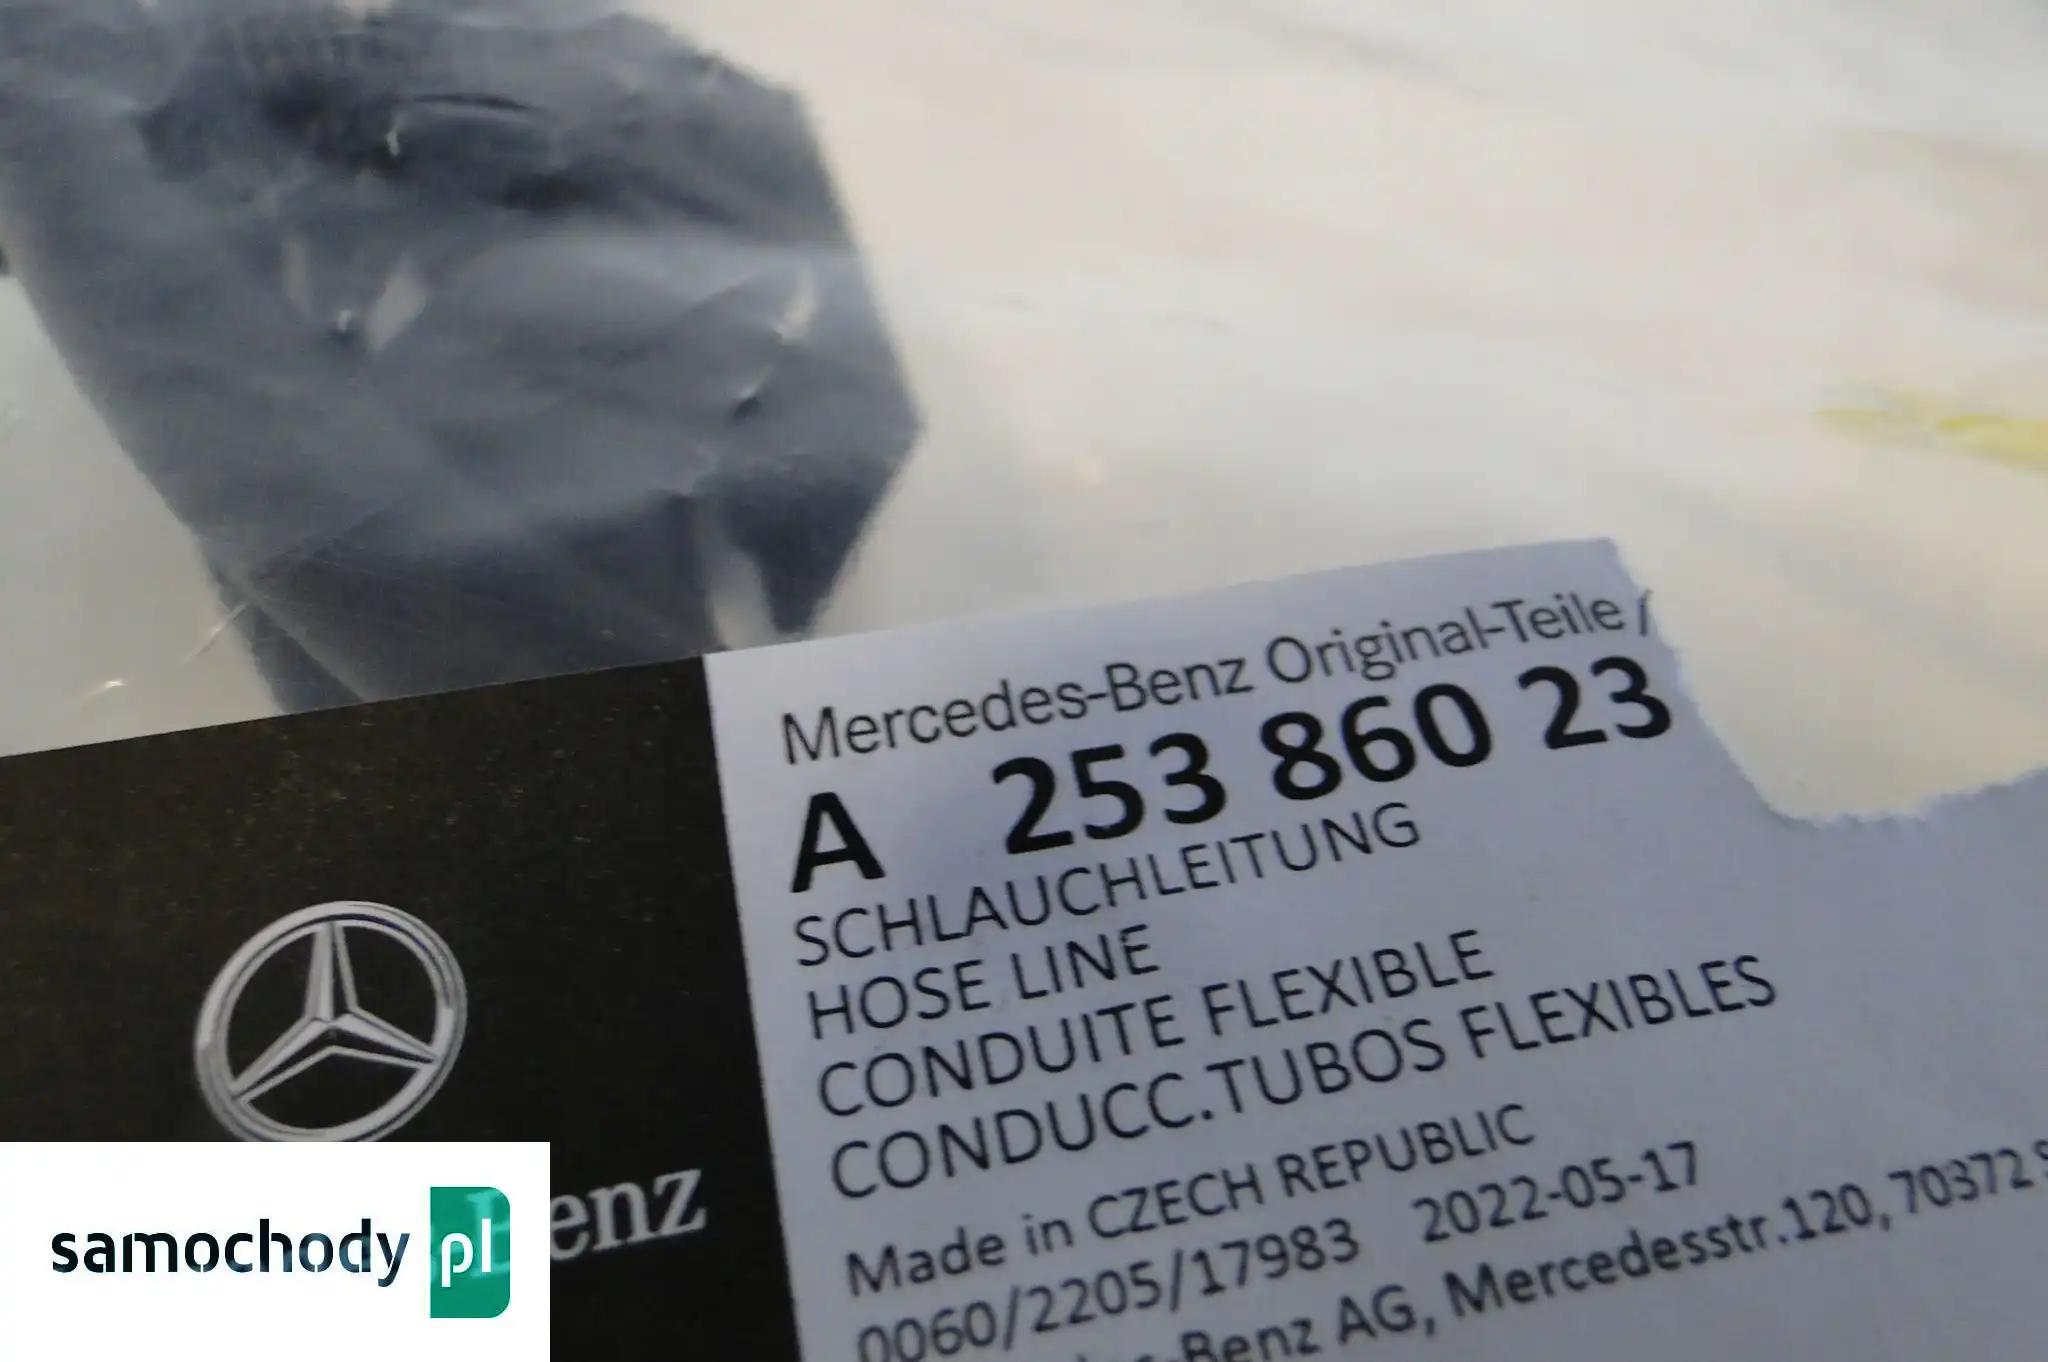 Mercedes-Benz Original-Teile /
A 253 860 23
SCHLAUCHLEITUNG
HOSE LINE
CONDUITE FLEXIBLE
CONDUCC.TUBOS FLEXIBLES
Made in CZECH REPUBLIC
0060/2205/17983 2022-05-17
-Benz AG, Mercedesstr.120, 70372
enz
samochody pl